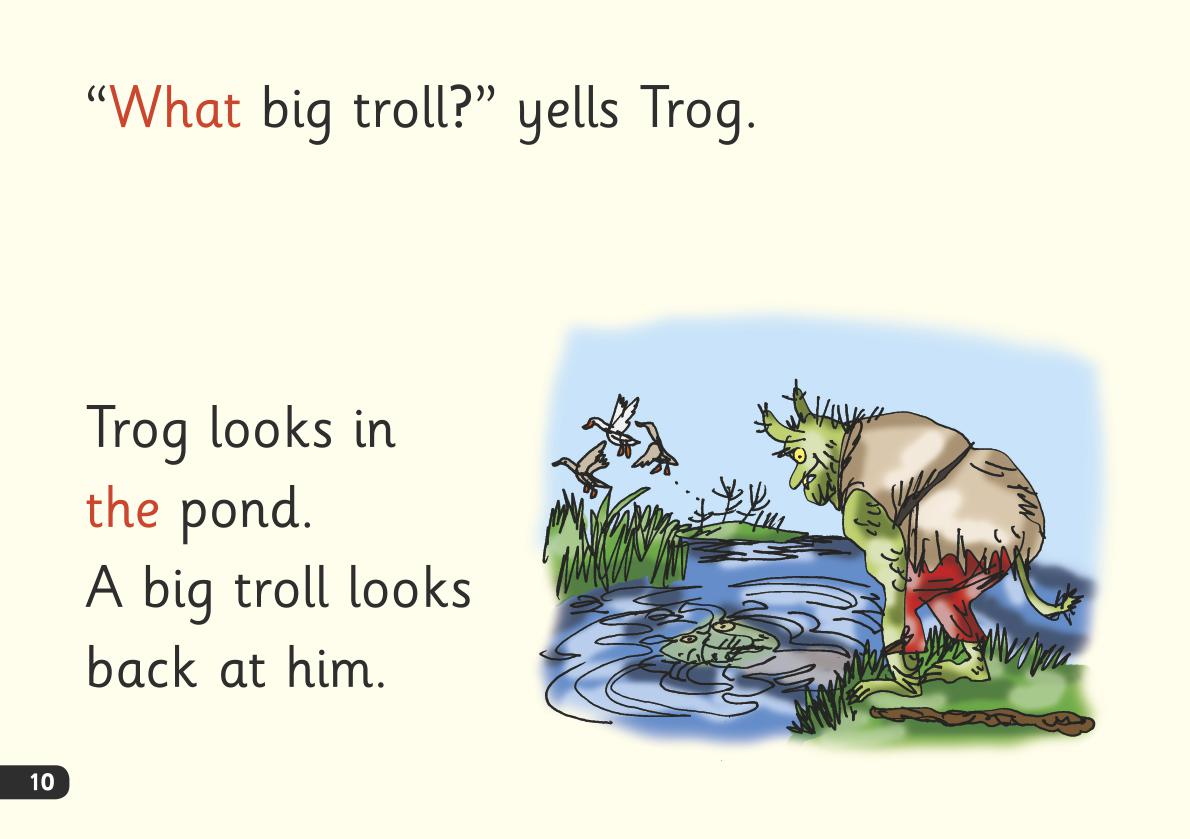 “What big troll?” yells Trog.
Trog looks in
the pond.
A big troll looks
back at him.
10